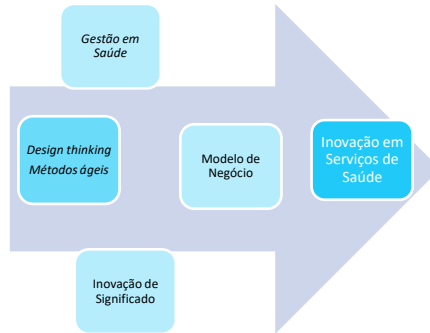 Gestão em
Saúde
Design thinking
Métodos ágeis
Modelo de
Negócio
Inovação em
Serviços de
Saúde
Inovação de
Significado